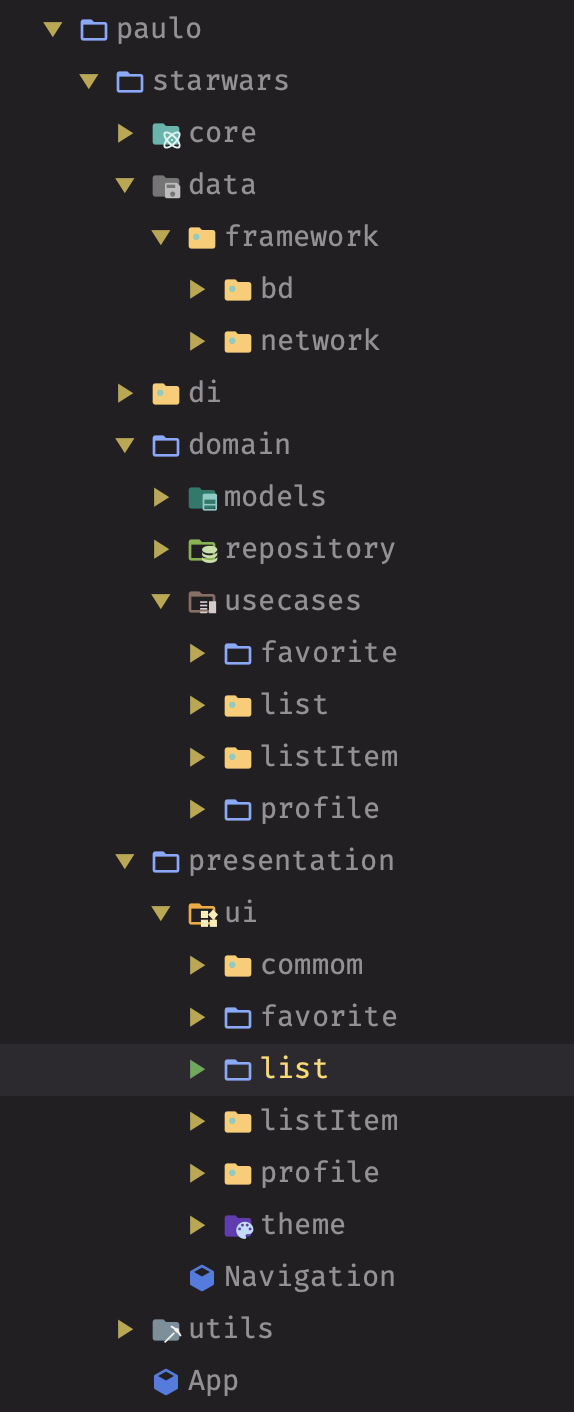 paulo
starwars
core
data
framework
bd
network
di
domain
models
repository
usecases
favorite
list
listItem
profile
presentation
ui
commom
favorite
list
listItem
profile
theme
Navigation
utils
App